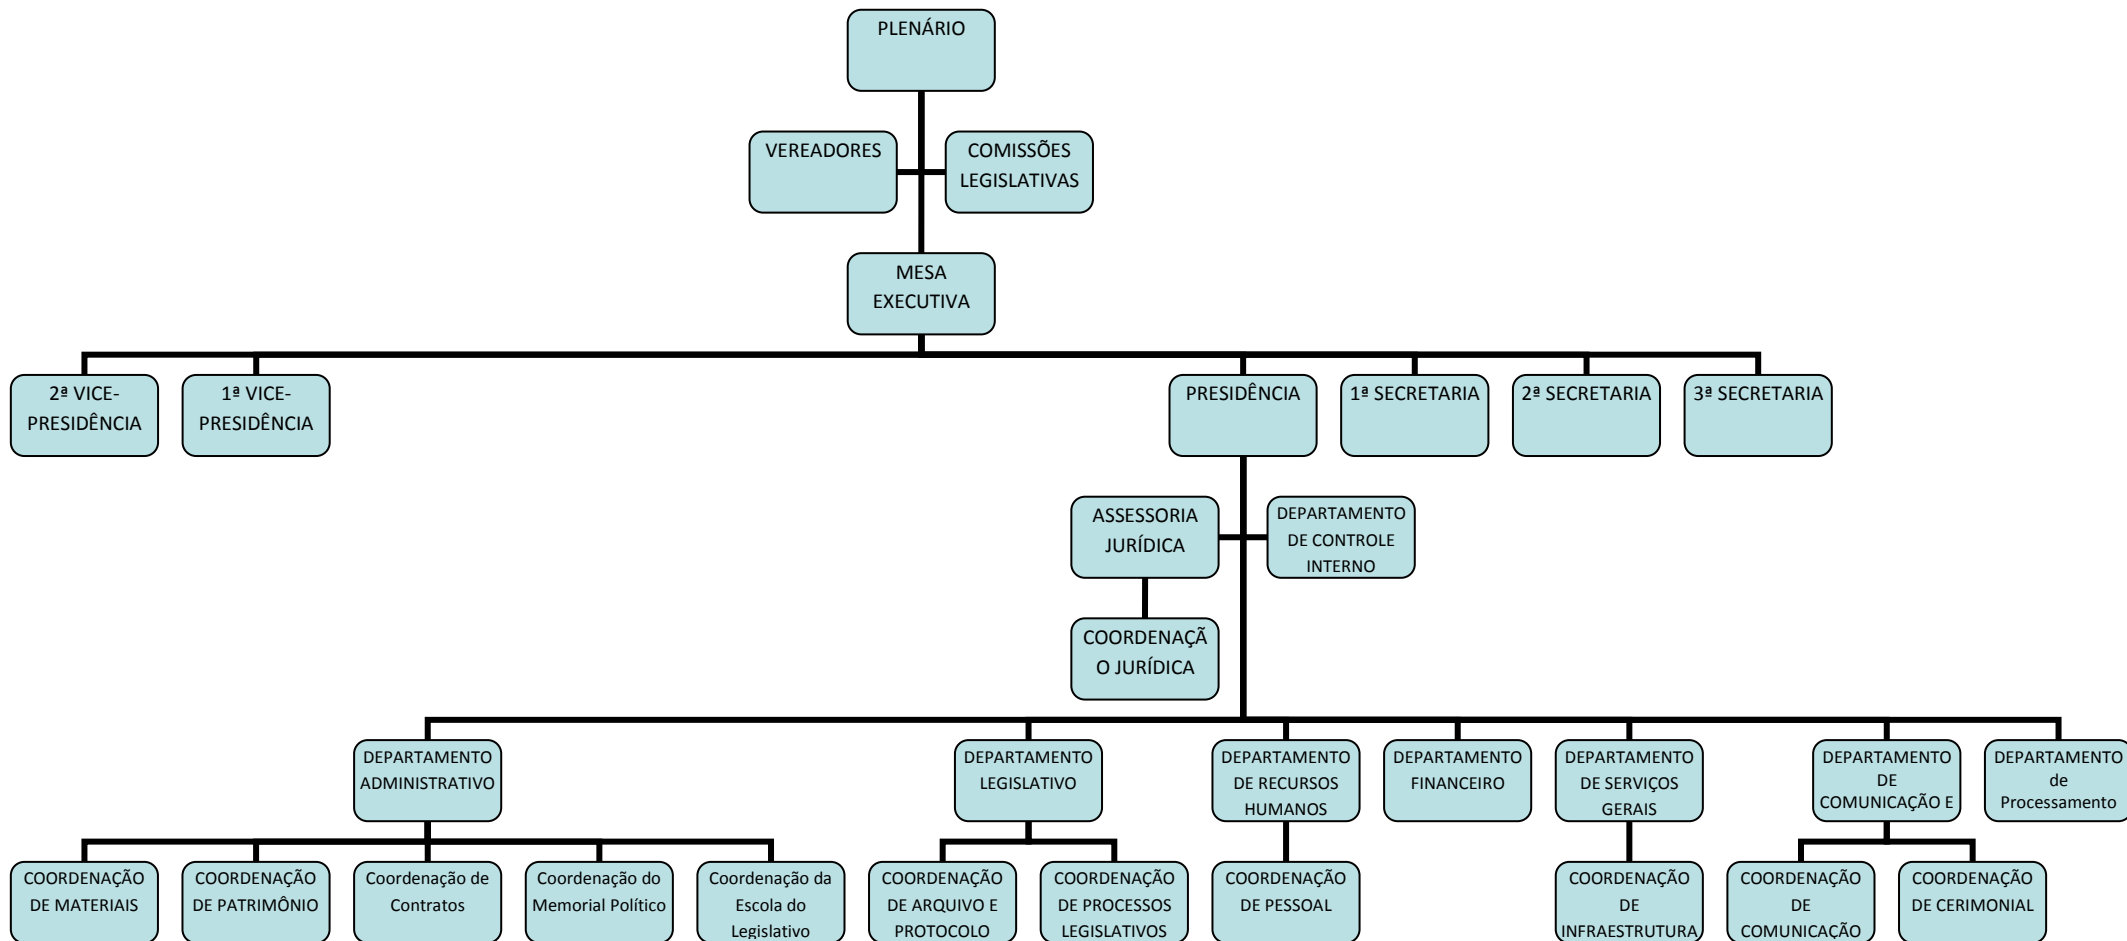 PLENÁRIO
VEREADORES
COMISSÕES
LEGISLATIVAS
MESA
EXECUTIVA
2ª VICE-
PRESIDÊNCIA
1ª VICE-
PRESIDÊNCIA
PRESIDÊNCIA
1ª SECRETARIA
2ª SECRETARIA
3ª SECRETARIA
ASSESSORIA
JURÍDICA
DEPARTAMENTO
DE CONTROLE
INTERNO
COORDENAÇÃ
O JURÍDICA
DEPARTAMENTO
ADMINISTRATIVO
DEPARTAMENTO
LEGISLATIVO
DEPARTAMENTO
DE RECURSOS
HUMANOS
DEPARTAMENTO
FINANCEIRO
DEPARTAMENTO
DE SERVIÇOS
GERAIS
DEPARTAMENTO
DE
COMUNICAÇÃO E
DEPARTAMENTO
de
Processamento
COORDENAÇÃO
DE MATERIAIS
COORDENAÇÃO
DE PATRIMÔNIO
Coordenação de
Contratos
Coordenação do
Memorial Político
Coordenação da
Escola do
Legislativo
COORDENAÇÃO
DE ARQUIVO E
PROTOCOLO
COORDENAÇÃO
DE PROCESSOS
LEGISLATIVOS
COORDENAÇÃO
DE PESSOAL
COORDENAÇÃO
DE
INFRAESTRUTURA
COORDENAÇÃO
DE
COMUNICAÇÃO
COORDENAÇÃO
DE CERIMONIAL